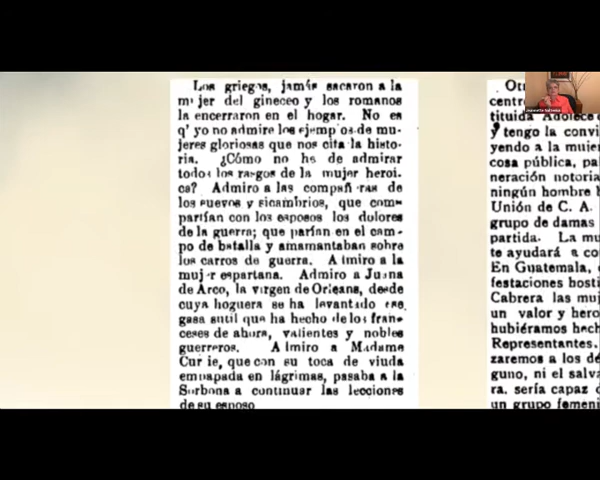 Los griegos, jamás sacaron a la
mujer del gineceo y los romanos
la encerraron en el hogar. No es
q' yo no admire los ejemplos de mu-
jeres gloriosas que nos cita la histo-
ria. ¿Cómo no he de admirar
todos los rasgos de la mujer heroi-
ca? Admiro a las compañeras de
los suevos y sicambrios, que com-
partían con los esposos los dolores
de la guerra; que parían en el cam-
po de batalla y amamantaban sobre
los carros de guerra. Admiro a la
mujer espartana. Admiro a Juana
de Arco, la virgen de Orleans, desde
cuya hoguera se ha levantado esa
gasa sutil que ha hecho de los fran-
ceses de ahora, valientes y nobles
guerreros. Admiro a Madame
Curie, que con su toca de viuda
empapada en lágrimas, pasaba a la
Sorbona a continuar las lecciones
de su esposo
Otr
centr
tituida Adolece
y tengo la convi
yendo a la mujer
cosa pública, pa
neración notoria
ningún hombre h
Unión de C. A.
grupo de damas
partida. La mu
te ayudará a co
En Guatemala,
festaciones hosti
Cabrera las muj
un valor y hero
hubiéramos hech
Representantes.
zaremos a los dé
guno, ni el salva
ra. sería capaz d
un grupo femeni